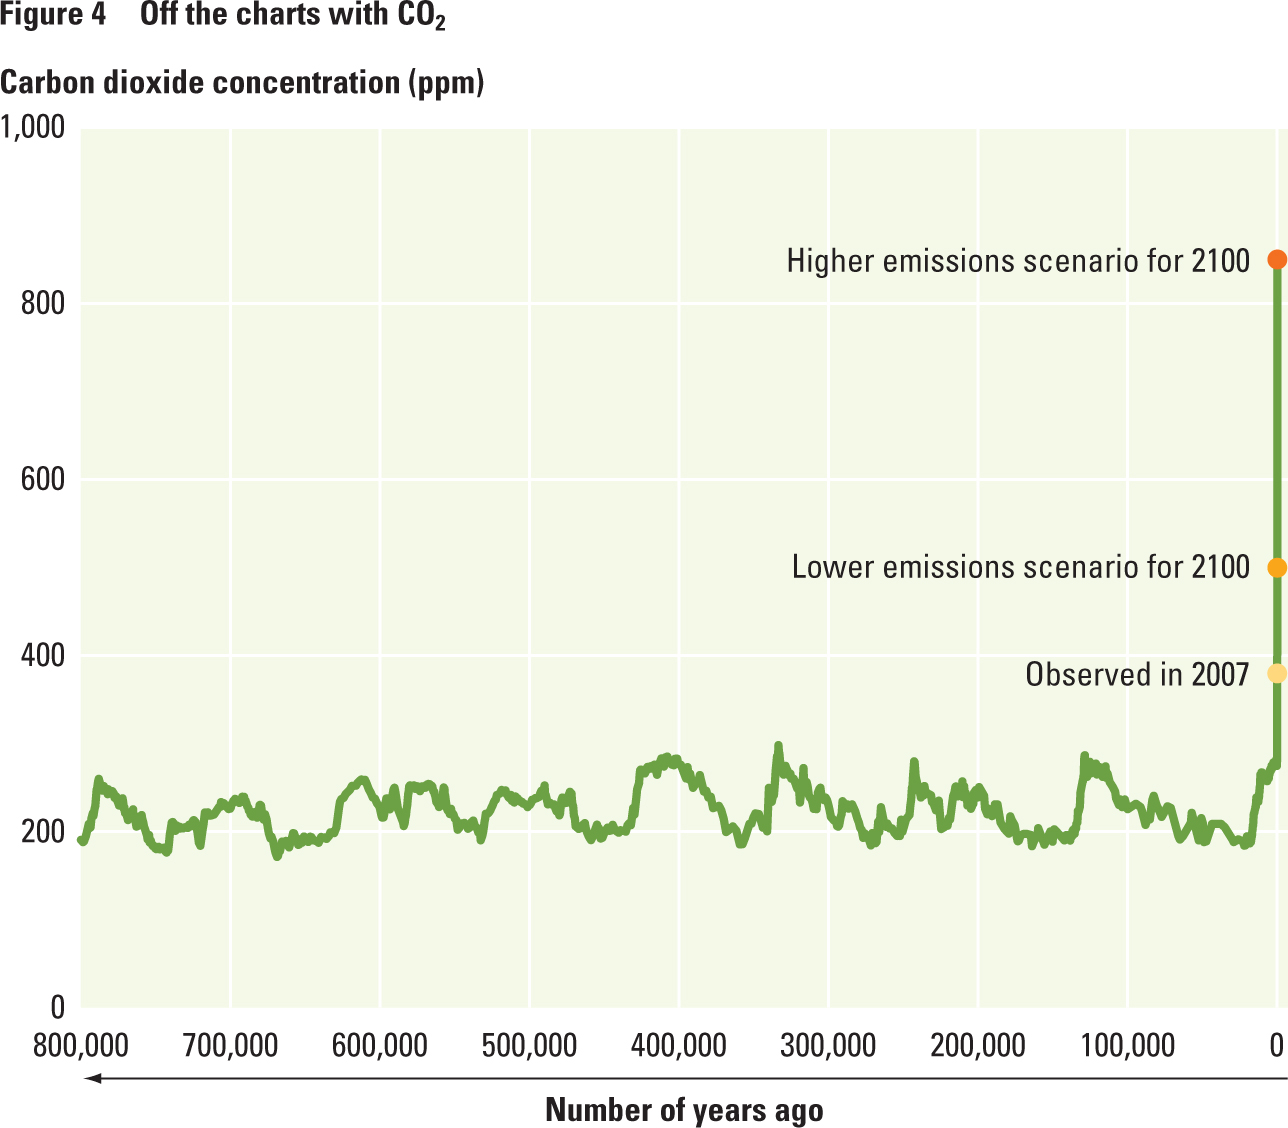 Figure 4 Off the charts with CO₂
Carbon dioxide concentration (ppm)
1,000
Higher emissions scenario for 2100
800
600
Lower emissions scenario for 2100
400
Observed in 2007
200
0
800,000 700,000 600,000 500,000 400,000 300,000 200,000 100,000 0
Number of years ago